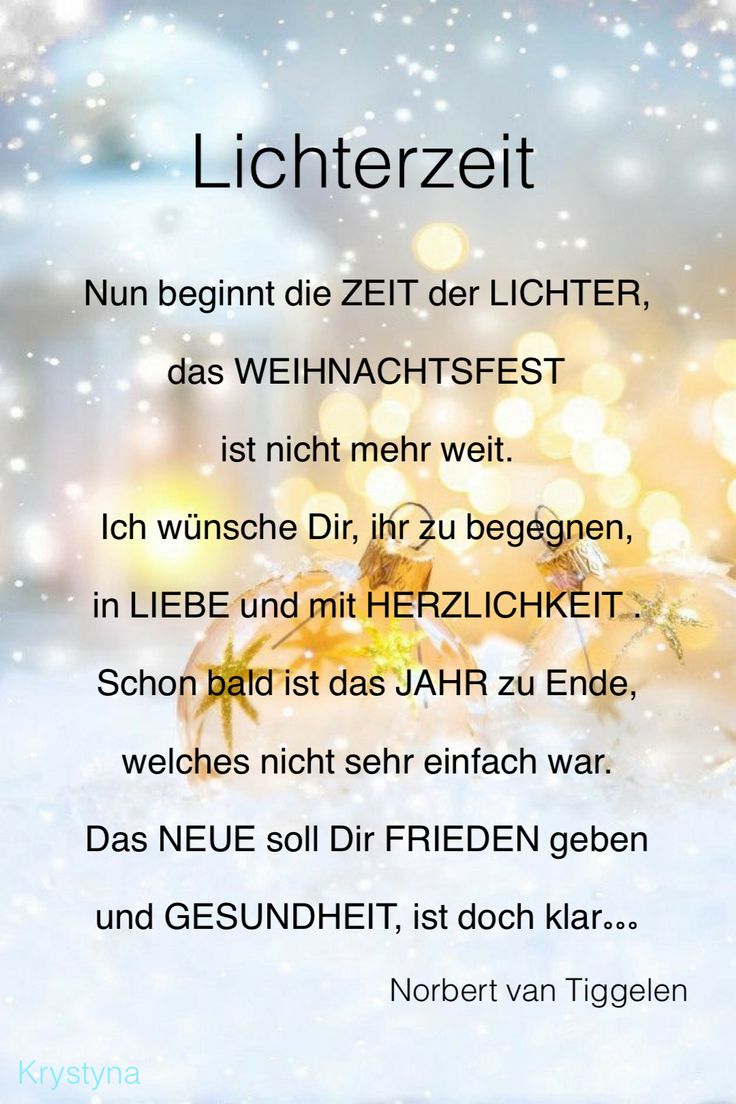 Lichterzeit
Nun beginnt die ZEIT der LICHTER,
das WEIHNACHTSFEST
ist nicht mehr weit.
Ich wünsche Dir, ihr zu begegnen,
in LIEBE und mit HERZLICHKEIT .
Schon bald ist das JAHR zu Ende,
welches nicht sehr einfach war.
Das NEUE soll Dir FRIEDEN geben
und GESUNDHEIT, ist doch klar...
Norbert van Tiggelen
Krystyna